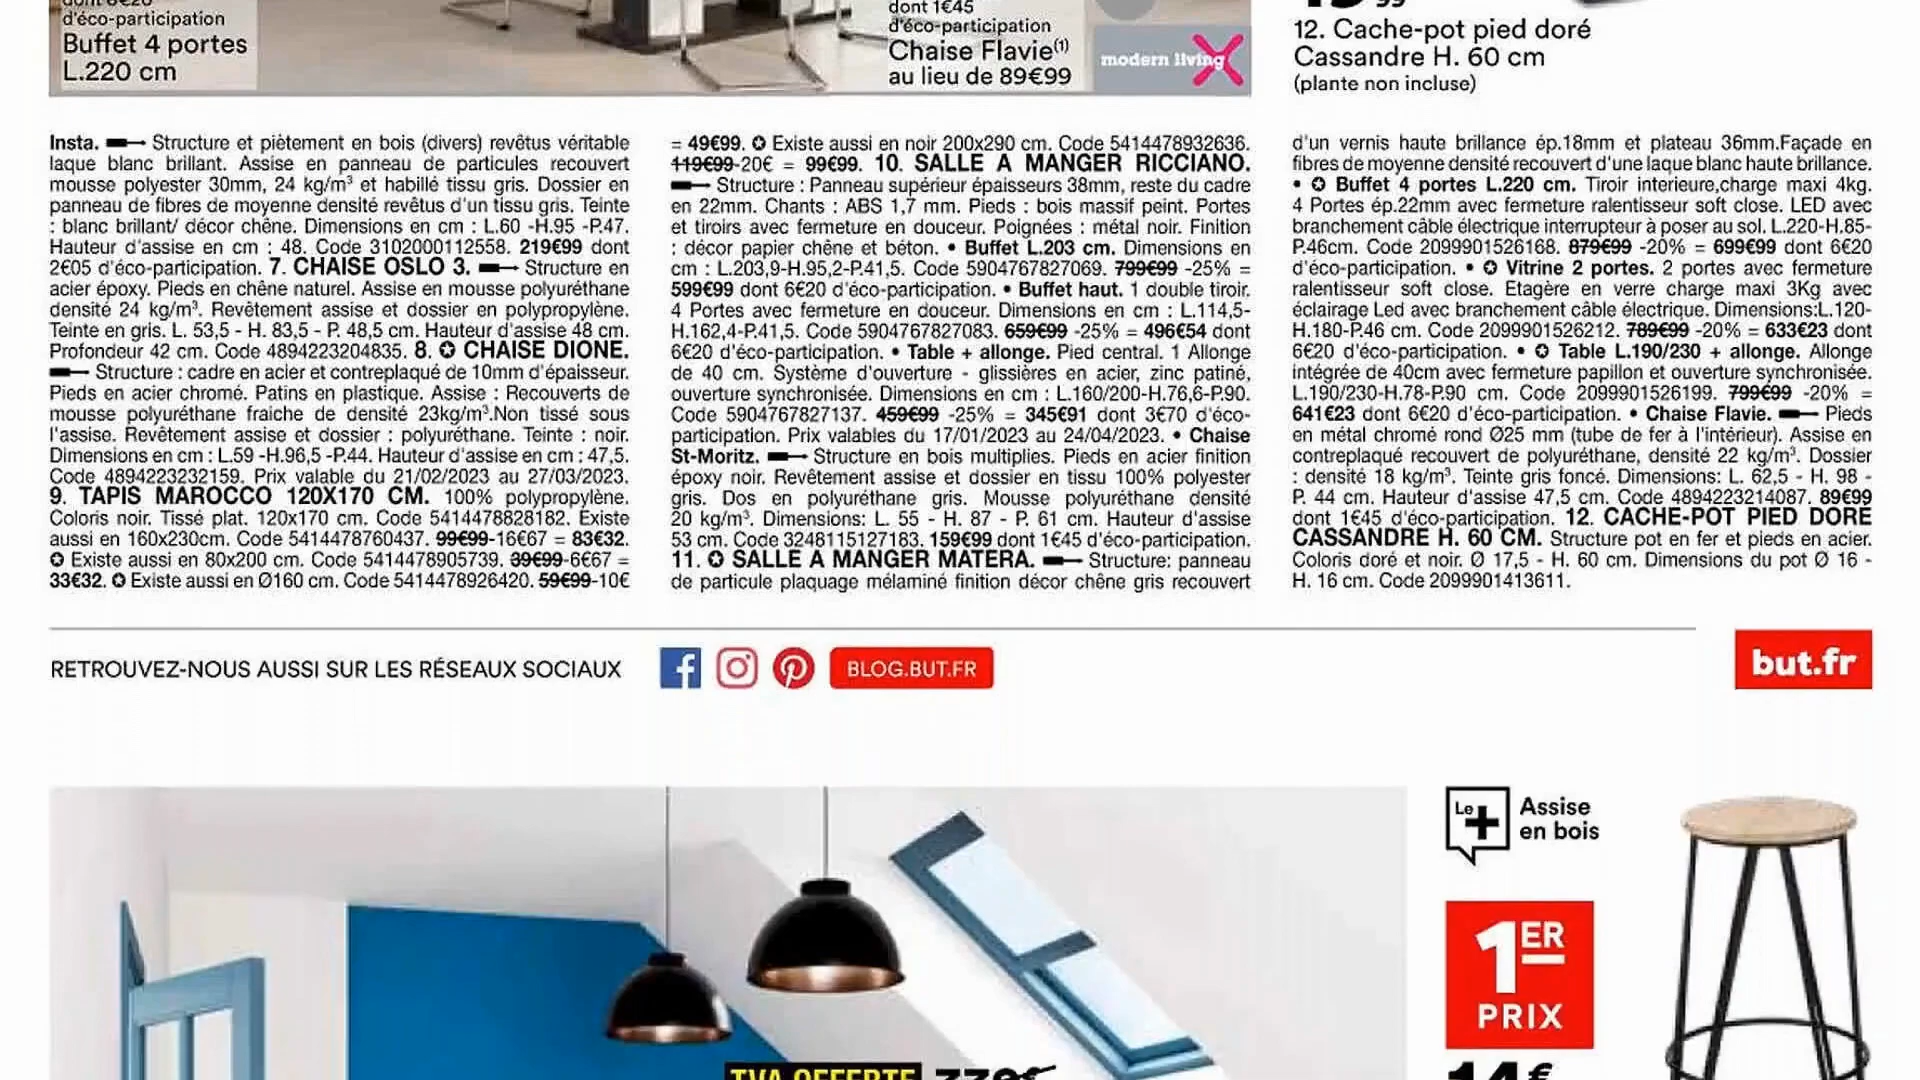 d'éco-participation
Buffet 4 portes
L.220 cm
dont 1€45
d'éco-participation
Chaise Flavie(1)
au lieu de 89€99
modern living
12. Cache-pot pied doré
Cassandre H. 60 cm
(plante non incluse)
Insta. Structure et piètement en bois (divers) revêtus véritable
laque blanc brillant. Assise en panneau de particules recouvert
mousse polyester 30mm, 24 kg/m³ et habillé tissu gris. Dossier en
panneau de fibres de moyenne densité revêtus d'un tissu gris. Teinte
: blanc brillant/ décor chêne. Dimensions en cm : L.60 -H.95 -P.47.
Hauteur d'assise en cm : 48. Code 3102000112558. 219€99 dont
2€05 d'éco-participation. 7. CHAISE OSLO 3. Structure en
acier époxy. Pieds en chêne naturel. Assise en mousse polyuréthane
densité 24 kg/m³. Revêtement assise et dossier en polypropylène.
Teinte en gris. L. 53,5 - H. 83,5 - P. 48,5 cm. Hauteur d'assise 48 cm.
Profondeur 42 cm. Code 4894223204835. 8. ✪ CHAISE DIONE.
Structure : cadre en acier et contreplaqué de 10mm d'épaisseur.
Pieds en acier chromé. Patins en plastique. Assise : Recouverts de
mousse polyuréthane fraiche de densité 23kg/m³.Non tissé sous
l'assise. Revêtement assise et dossier : polyuréthane. Teinte : noir.
Dimensions en cm : L.59 -H.96,5 -P.44. Hauteur d'assise en cm : 47,5.
Code 4894223232159. Prix valable du 21/02/2023 au 27/03/2023.
9. TAPIS MAROCCO 120X170 CM. 100% polypropylène.
Coloris noir. Tissé plat. 120x170 cm. Code 5414478828182. Existe
aussi en 160x230cm. Code 5414478760437. 99€99-16€67 = 83€32.
✪ Existe aussi en 80x200 cm. Code 5414478905739. 39€99-6€67 =
33€32. ✪ Existe aussi en Ø160 cm. Code 5414478926420. 59€99-10€
= 49€99. ✪ Existe aussi en noir 200x290 cm. Code 5414478932636.
119€99-20€ = 99€99. 10. SALLE A MANGER RICCIANO.
Structure : Panneau supérieur épaisseurs 38mm, reste du cadre
en 22mm. Chants : ABS 1,7 mm. Pieds : bois massif peint. Portes
et tiroirs avec fermeture en douceur. Poignées : métal noir. Finition
: décor papier chêne et béton. • Buffet L.203 cm. Dimensions en
cm : L.203,9-H.95,2-P.41,5. Code 5904767827069. 799€99 -25% =
599€99 dont 6€20 d'éco-participation. • Buffet haut. 1 double tiroir.
4 Portes avec fermeture en douceur. Dimensions en cm : L.114,5-
H.162,4-P.41,5. Code 5904767827083. 659€99 -25% = 496€54 dont
6€20 d'éco-participation. • Table + allonge. Pied central. 1 Allonge
de 40 cm. Système d'ouverture - glissières en acier, zinc patiné,
ouverture synchronisée. Dimensions en cm : L.160/200-H.76,6-P.90.
Code 5904767827137. 459€99 -25% = 345€91 dont 3€70 d'éco-
participation. Prix valables du 17/01/2023 au 24/04/2023. • Chaise
St-Moritz. Structure en bois multiplies. Pieds en acier finition
époxy noir. Revêtement assise et dossier en tissu 100% polyester
gris. Dos en polyuréthane gris. Mousse polyuréthane densité
20 kg/m³. Dimensions: L. 55 - H. 87 - P. 61 cm. Hauteur d'assise
53 cm. Code 3248115127183. 159€99 dont 1€45 d'éco-participation.
11. ✪ SALLE A MANGER MATERA. Structure: panneau
de particule plaquage mélaminé finition décor chêne gris recouvert
d'un vernis haute brillance ép.18mm et plateau 36mm.Façade en
fibres de moyenne densité recouvert d'une laque blanc haute brillance.
• ✪ Buffet 4 portes L.220 cm. Tiroir interieure,charge maxi 4kg.
4 Portes ép.22mm avec fermeture ralentisseur soft close. LED avec
branchement câble électrique interrupteur à poser au sol. L.220-H.85-
P.46cm. Code 2099901526168. 879€99 -20% = 699€99 dont 6€20
d'éco-participation. • ✪ Vitrine 2 portes. 2 portes avec fermeture
ralentisseur soft close. Etagère en verre charge maxi 3Kg avec
éclairage Led avec branchement câble électrique. Dimensions:L.120-
H.180-P.46 cm. Code 2099901526212. 789€99 -20% = 633€23 dont
6€20 d'éco-participation. • ✪ Table L.190/230 + allonge. Allonge
intégrée de 40cm avec fermeture papillon et ouverture synchronisée.
L.190/230-H.78-P.90 cm. Code 2099901526199. 799€99 -20% =
641€23 dont 6€20 d'éco-participation. • Chaise Flavie. Pieds
en métal chromé rond Ø25 mm (tube de fer à l'intérieur). Assise en
contreplaqué recouvert de polyuréthane, densité 22 kg/m³. Dossier
: densité 18 kg/m³. Teinte gris foncé. Dimensions: L. 62,5 - H. 98 -
P. 44 cm. Hauteur d'assise 47,5 cm. Code 4894223214087. 89€99
dont 1€45 d'éco-participation. 12. CACHE-POT PIED DORÉ
CASSANDRE H. 60 CM. Structure pot en fer et pieds en acier.
Coloris doré et noir. Ø 17,5 - H. 60 cm. Dimensions du pot Ø 16 -
H. 16 cm. Code 2099901413611.
RETROUVEZ-NOUS AUSSI SUR LES RÉSEAUX SOCIAUX
BLOG.BUT.FR
but.fr
Le +
Assise
en bois
1ER
PRIX
14€
TVA OFFERTE